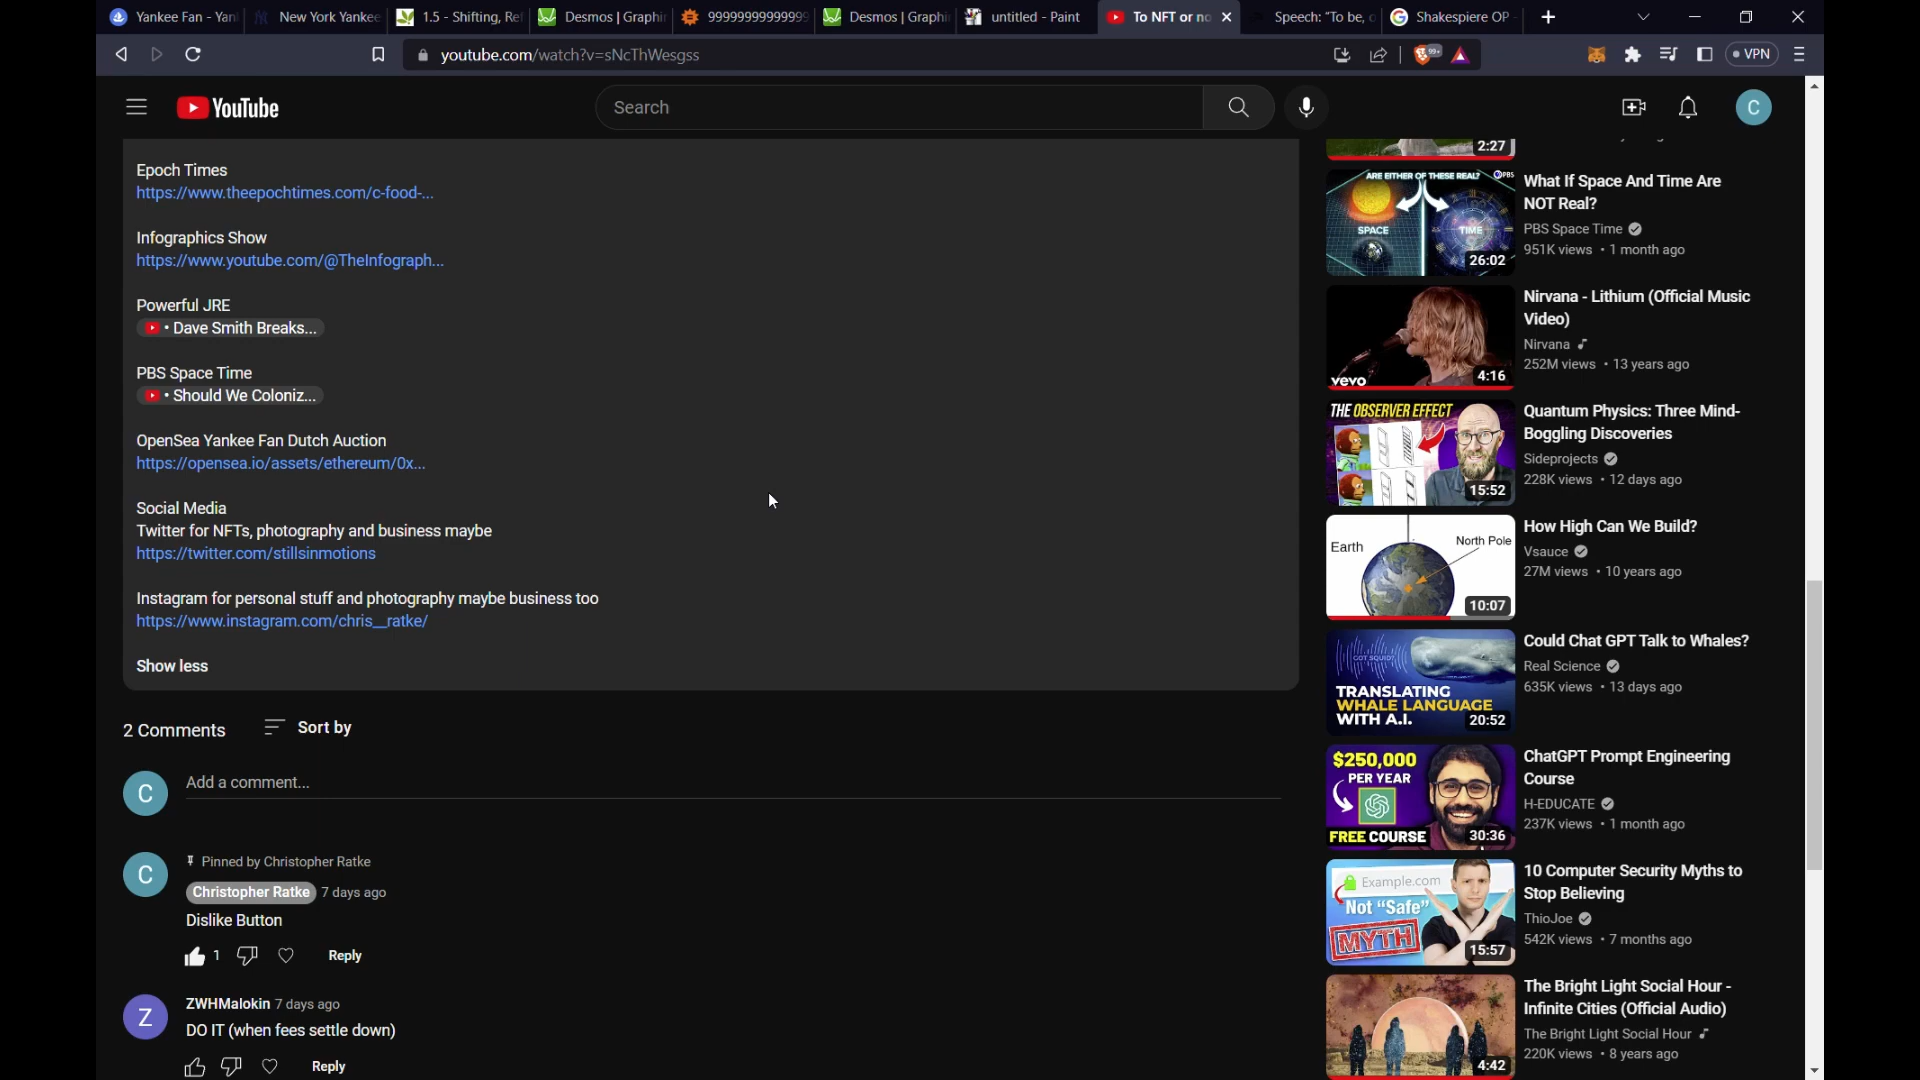 Yankee Fan - Yan
New York Yankee
1.5 - Shifting, Re
Desmos | Graphi
9999999999999
Desmos | Graphi
untitled - Paint
To NFT or no
Speech: "To be, o
Shakespiere OP -
youtube.com/watch?v=sNcThWesgss
99+
VPN
YouTube
Search
C
Epoch Times
https://www.theepochtimes.com/c-food-...
Infographics Show
https://www.youtube.com/@TheInfograph...
Powerful JRE
• Dave Smith Breaks...
PBS Space Time
• Should We Coloniz...
OpenSea Yankee Fan Dutch Auction
https://opensea.io/assets/ethereum/0x...
Social Media
Twitter for NFTs, photography and business maybe
https://twitter.com/stillsinmotions
Instagram for personal stuff and photography maybe business too
https://www.instagram.com/chris__ratke/
Show less
2 Comments
Sort by
C
Add a comment...
C
Pinned by Christopher Ratke
Christopher Ratke 7 days ago
Dislike Button
1
Reply
Z
ZWHMalokin 7 days ago
DO IT (when fees settle down)
Reply
2:27
ARE EITHER OF THESE REAL?
PBS
SPACE
TIME
26:02
What If Space And Time Are
NOT Real?
PBS Space Time
951K views • 1 month ago
vevo
4:16
Nirvana - Lithium (Official Music
Video)
Nirvana
252M views • 13 years ago
THE OBSERVER EFFECT
15:52
Quantum Physics: Three Mind-
Boggling Discoveries
Sideprojects
228K views • 12 days ago
Earth
North Pole
10:07
How High Can We Build?
Vsauce
27M views • 10 years ago
GOT SQUID?
TRANSLATING
WHALE LANGUAGE
WITH A.I.
20:52
Could Chat GPT Talk to Whales?
Real Science
635K views • 13 days ago
$250,000
PER YEAR
FREE COURSE
30:36
ChatGPT Prompt Engineering
Course
H-EDUCATE
237K views • 1 month ago
Example.com
Not "Safe"
MYTH
15:57
10 Computer Security Myths to
Stop Believing
ThioJoe
542K views • 7 months ago
4:42
The Bright Light Social Hour -
Infinite Cities (Official Audio)
The Bright Light Social Hour
220K views • 8 years ago